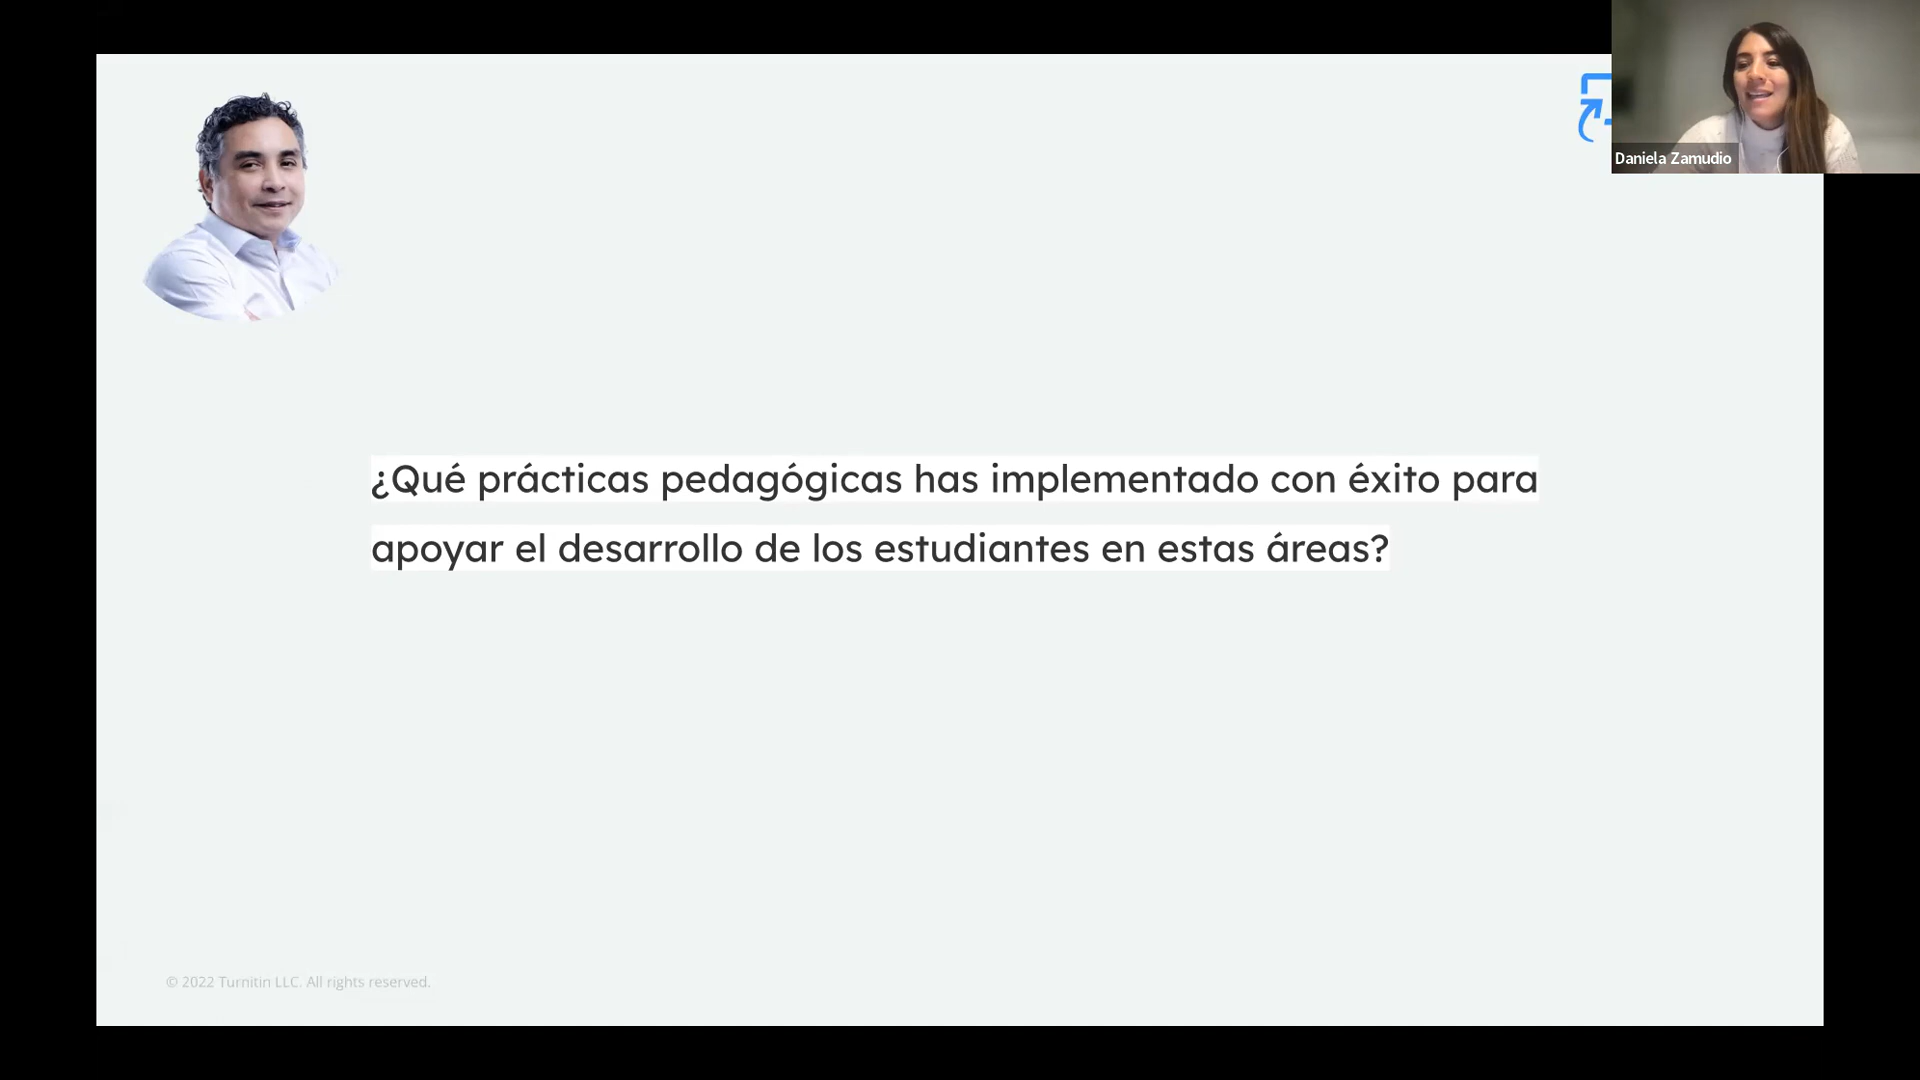 Daniela Zamudio
¿Qué prácticas pedagógicas has implementado con éxito para
apoyar el desarrollo de los estudiantes en estas áreas?
© 2022 Turnitin LLC. All rights reserved.